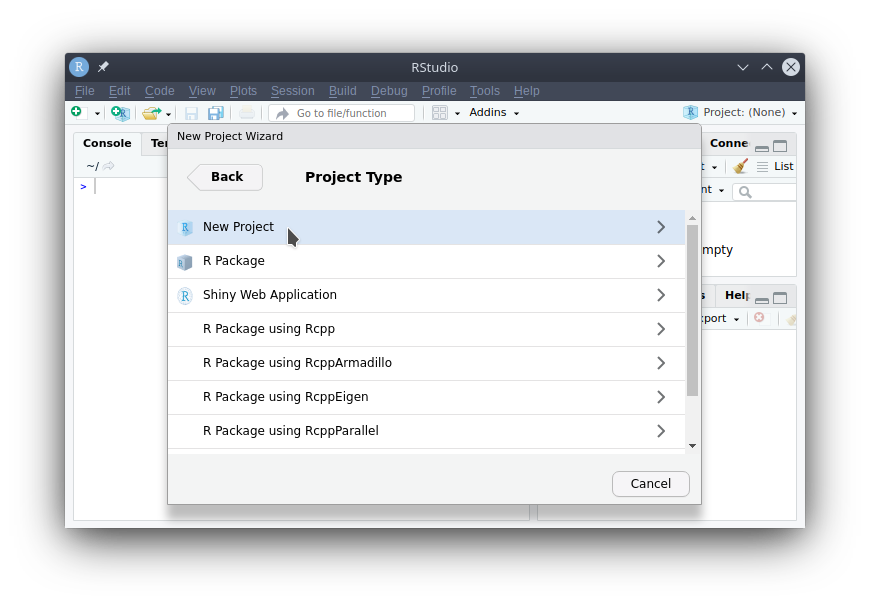 RStudio
File Edit Code View Plots Session Build Debug Profile Tools Help
Go to file/function Addins Project: (None)
New Project Wizard
Console Conne
~/ List
Back Project Type
>
New Project
R Package
mpty
Shiny Web Application
Help
R Package using Rcpp
R Package using RcppArmadillo
R Package using RcppEigen
R Package using RcppParallel
Cancel